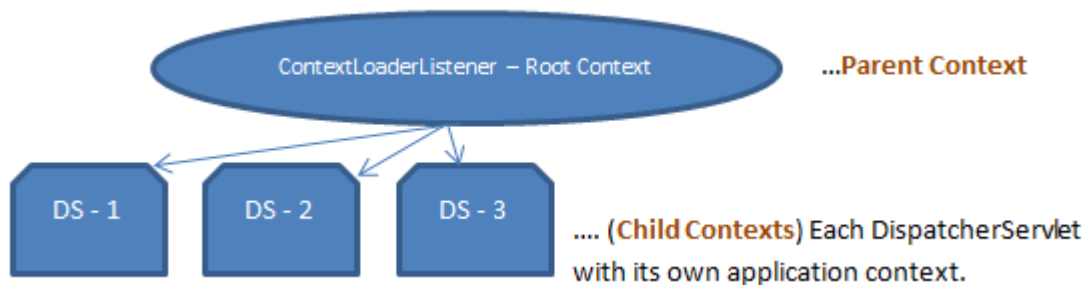 ContextLoaderListener – Root Context
...Parent Context
DS - 1
DS - 2
DS - 3
.... (Child Contexts) Each DispatcherServlet
with its own application context.